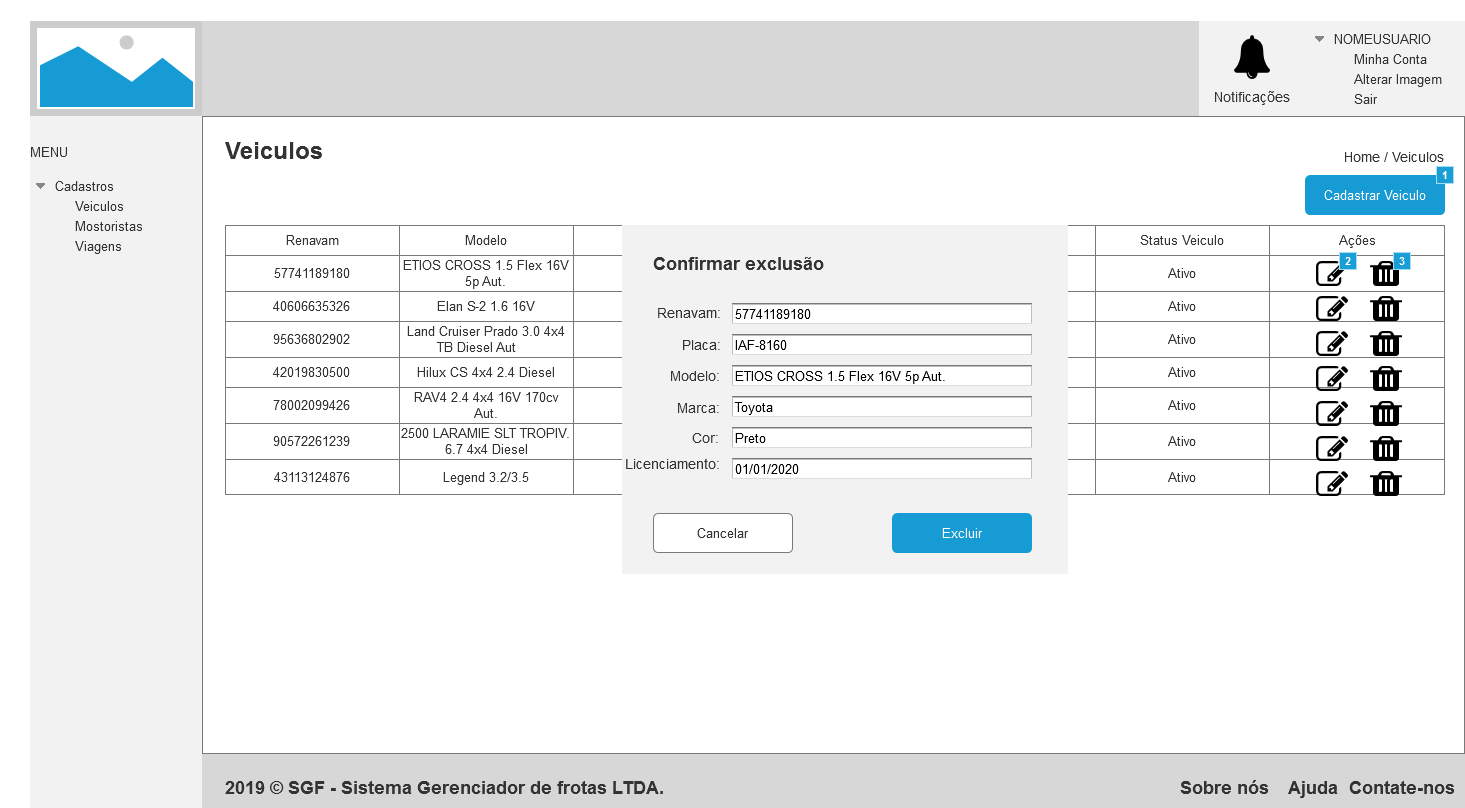 Notificações
NOMEUSUARIO
Minha Conta
Alterar Imagem
Sair
MENU
Cadastros
Veiculos
Mostoristas
Viagens
Veiculos
Home / Veiculos
Cadastrar Veiculo
1
Renavam Modelo Status Veiculo Ações
57741189180 ETIOS CROSS 1.5 Flex 16V
5p Aut. Ativo 2 3
40606635326 Elan S-2 1.6 16V Ativo
95636802902 Land Cruiser Prado 3.0 4x4
TB Diesel Aut Ativo
42019830500 Hilux CS 4x4 2.4 Diesel Ativo
78002099426 RAV4 2.4 4x4 16V 170cv
Aut. Ativo
90572261239 2500 LARAMIE SLT TROPIV.
6.7 4x4 Diesel Ativo
43113124876 Legend 3.2/3.5 Ativo
Confirmar exclusão
Renavam: 57741189180
Placa: IAF-8160
Modelo: ETIOS CROSS 1.5 Flex 16V 5p Aut.
Marca: Toyota
Cor: Preto
Licenciamento: 01/01/2020
Cancelar Excluir
2019 © SGF - Sistema Gerenciador de frotas LTDA. Sobre nós Ajuda Contate-nos